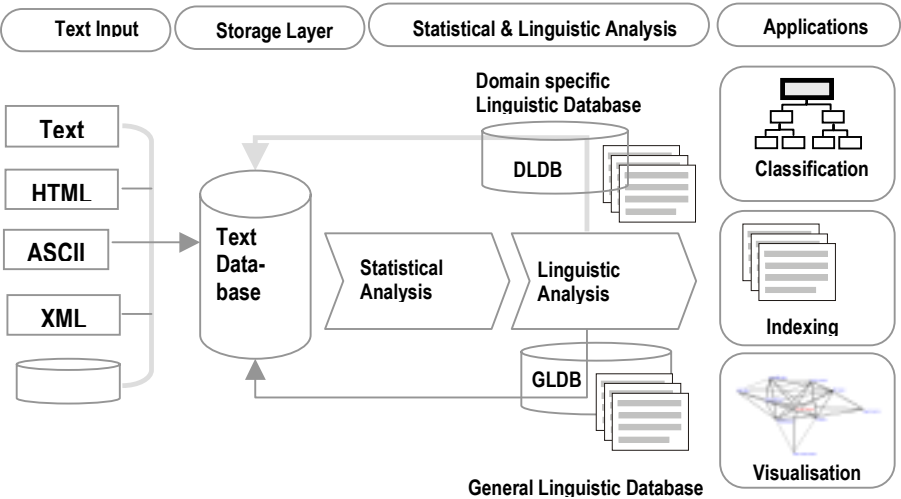 Text Input
Storage Layer
Statistical & Linguistic Analysis
Applications
Domain specific
Linguistic Database
Text
HTML
ASCII
XML
Text
Data-
base
Statistical
Analysis
Linguistic
Analysis
DLDB
GLDB
General Linguistic Database
Classification
Indexing
Visualisation